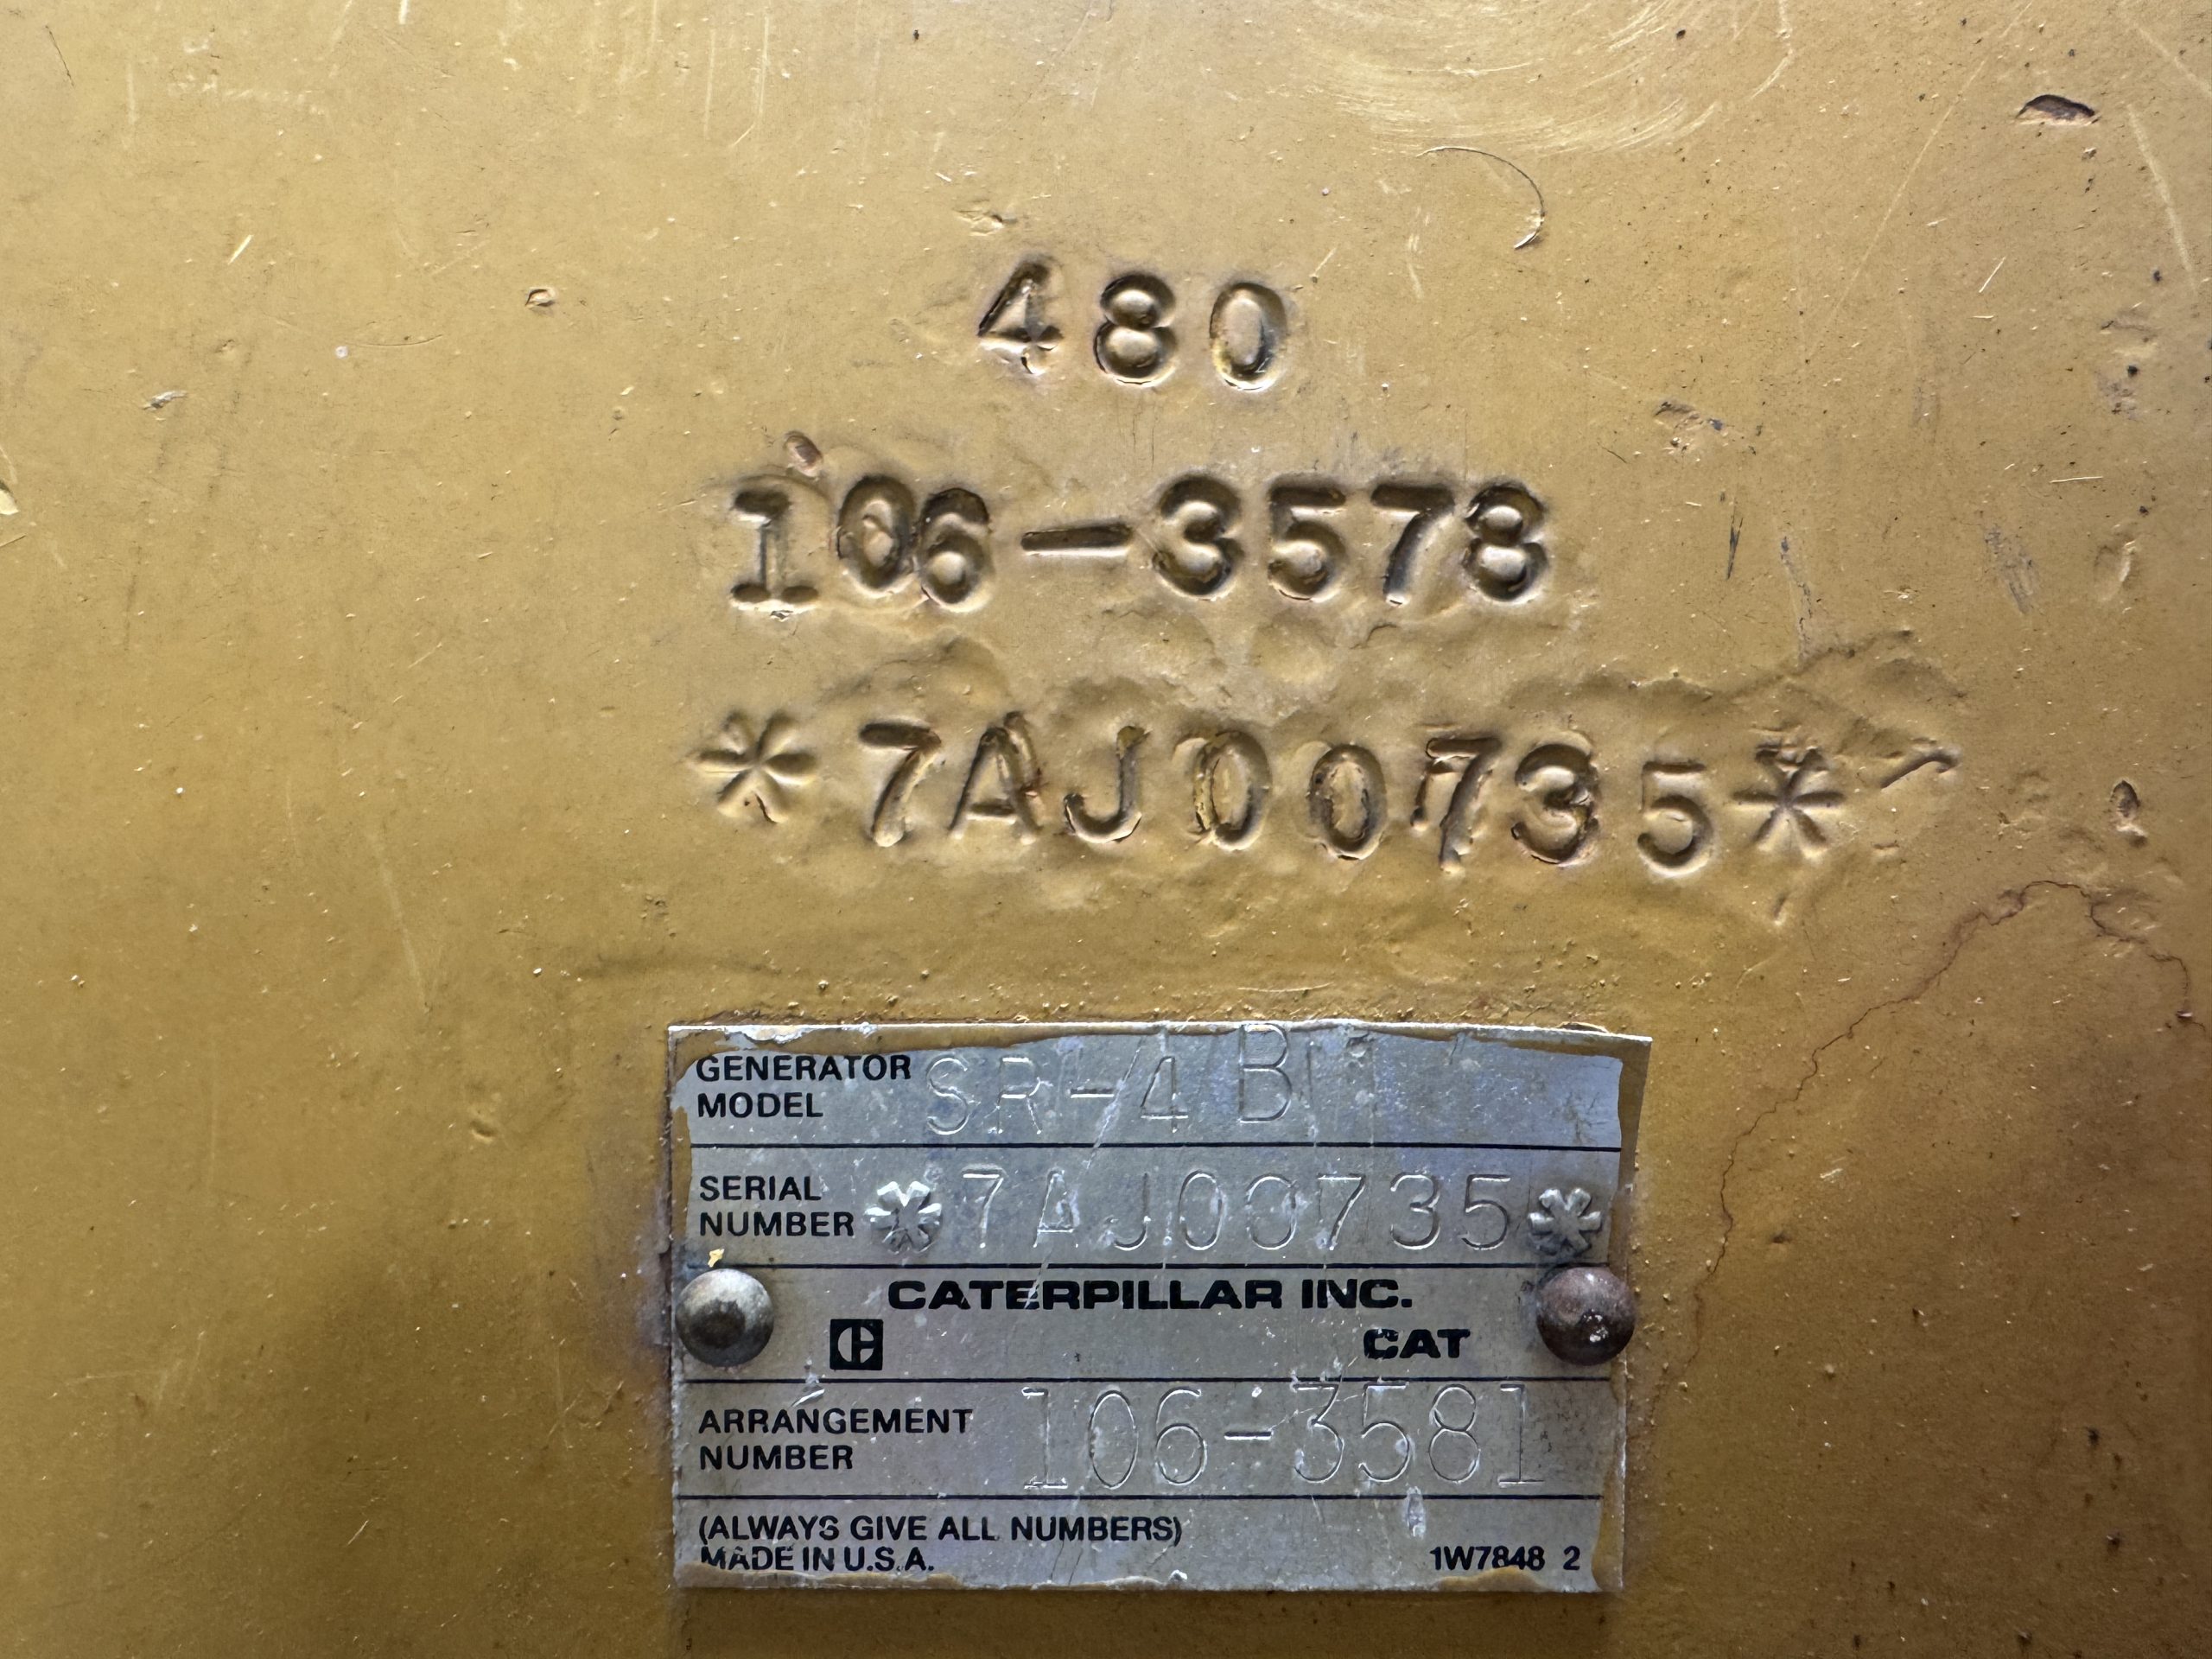 480
106-3578
*7AJ00735*
GENERATOR MODEL SR-4B
SERIAL NUMBER *7AJ00735*
CATERPILLAR INC.
CAT
ARRANGEMENT NUMBER 106-3581
(ALWAYS GIVE ALL NUMBERS)
MADE IN U.S.A. 1W7848 2